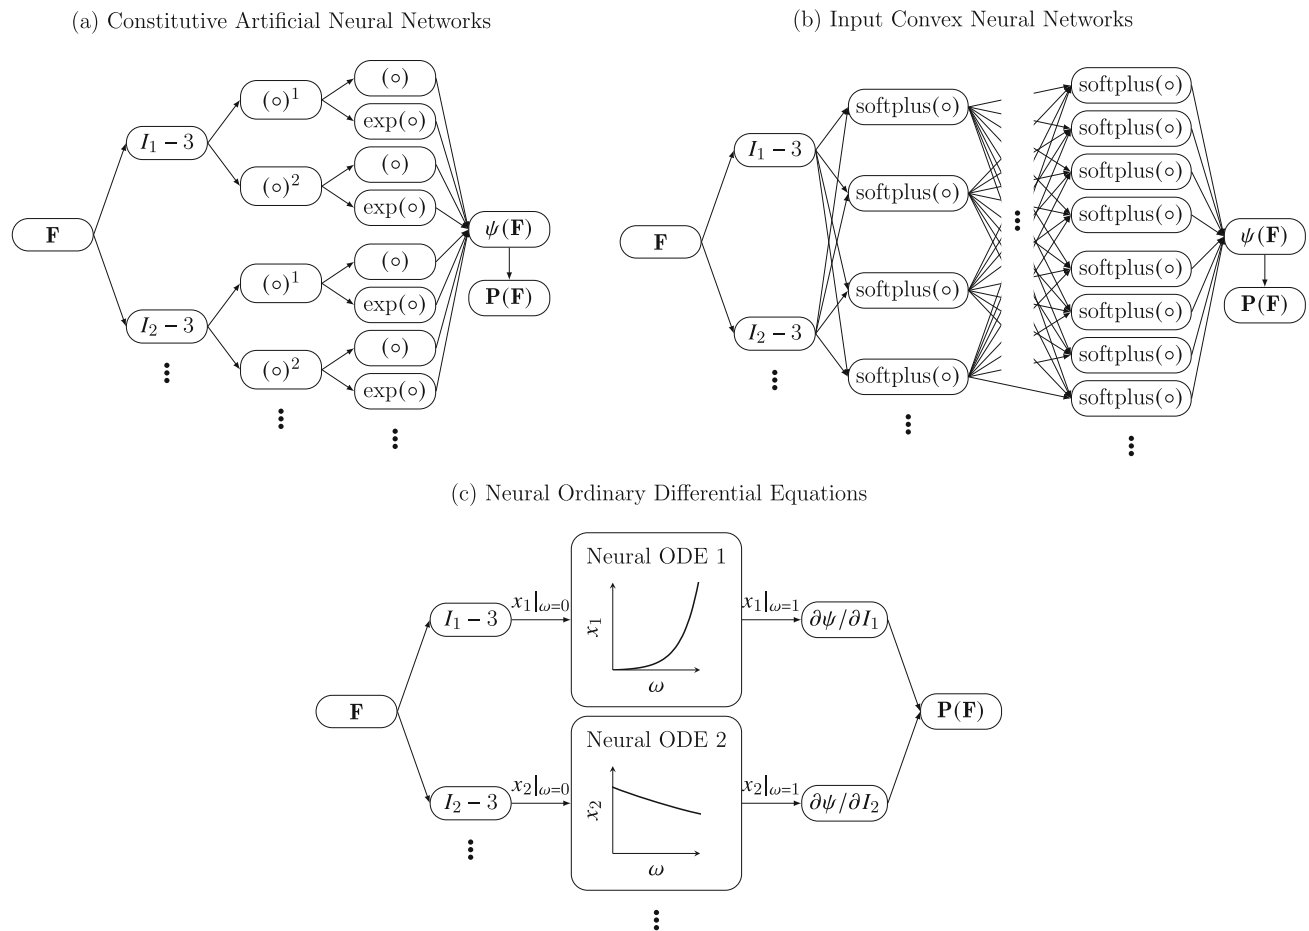 (a) Constitutive Artificial Neural Networks
F
I₁ − 3
I₂ − 3
(∘)¹
(∘)²
(∘)¹
(∘)²
(∘)
exp(∘)
(∘)
exp(∘)
(∘)
exp(∘)
(∘)
exp(∘)
ψ(F)
P(F)
(b) Input Convex Neural Networks
F
I₁ − 3
I₂ − 3
softplus(∘)
softplus(∘)
softplus(∘)
softplus(∘)
softplus(∘)
softplus(∘)
softplus(∘)
softplus(∘)
softplus(∘)
softplus(∘)
softplus(∘)
softplus(∘)
ψ(F)
P(F)
(c) Neural Ordinary Differential Equations
F
I₁ − 3
x₁|ω=0
Neural ODE 1
x₁
ω
x₁|ω=1
∂ψ/∂I₁
I₂ − 3
x₂|ω=0
Neural ODE 2
x₂
ω
x₂|ω=1
∂ψ/∂I₂
P(F)